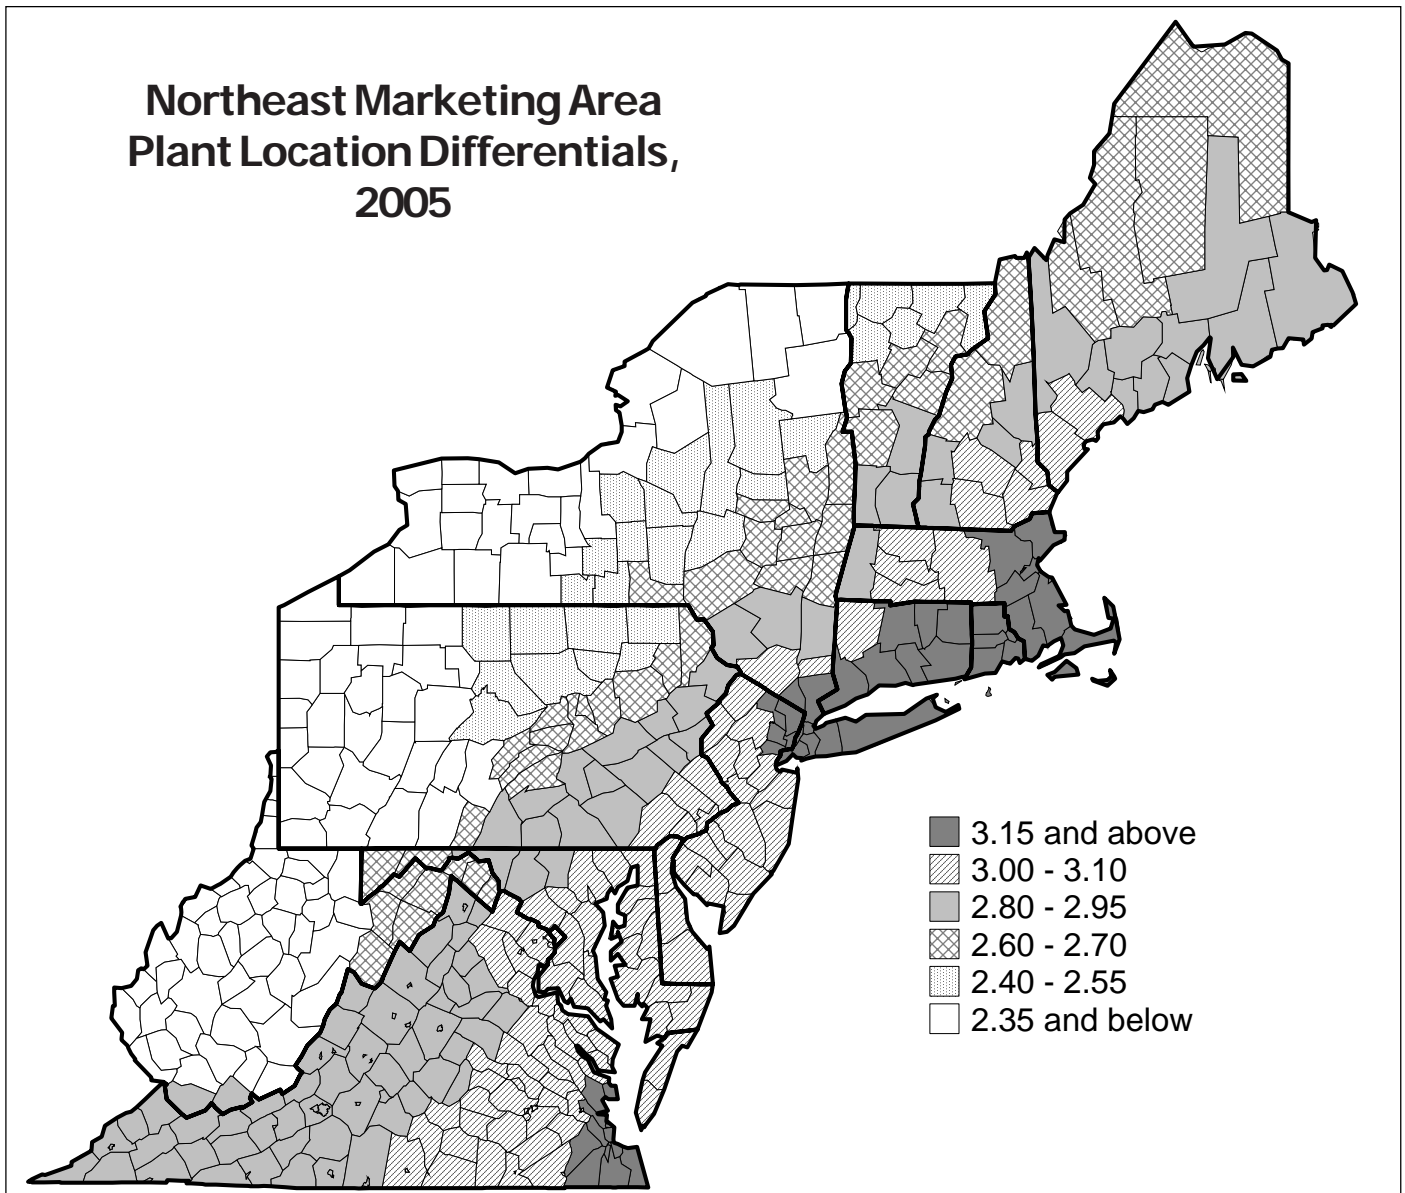 Northeast Marketing Area
Plant Location Differentials,
2005
3.15 and above
3.00 - 3.10
2.80 - 2.95
2.60 - 2.70
2.40 - 2.55
2.35 and below